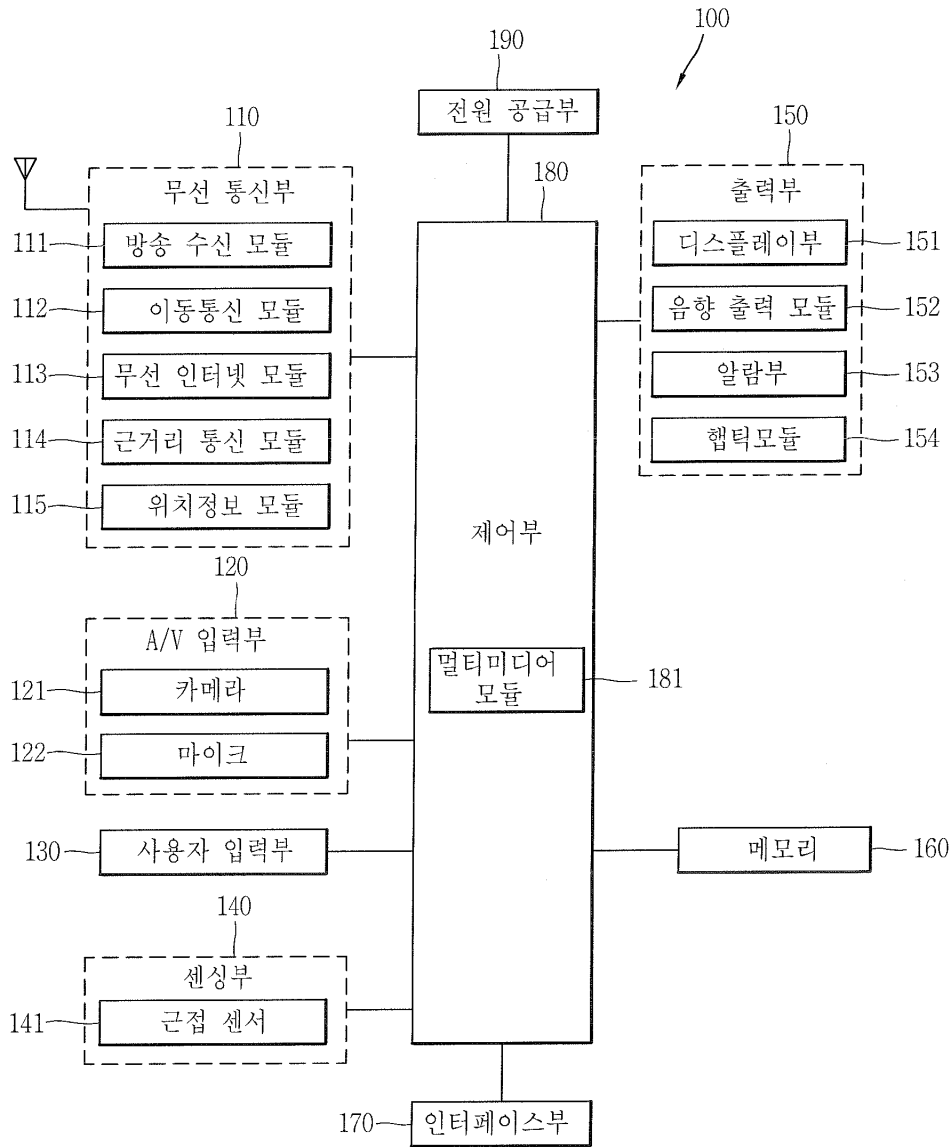 100
190
전원 공급부
110
무선 통신부
111 방송 수신 모듈
112 이동통신 모듈
113 무선 인터넷 모듈
114 근거리 통신 모듈
115 위치정보 모듈
120
A/V 입력부
121 카메라
122 마이크
130 사용자 입력부
140
센싱부
141 근접 센서
180
제어부
멀티미디어
모듈
181
150
출력부
디스플레이부 151
음향 출력 모듈 152
알람부 153
햅틱모듈 154
메모리 160
170 인터페이스부